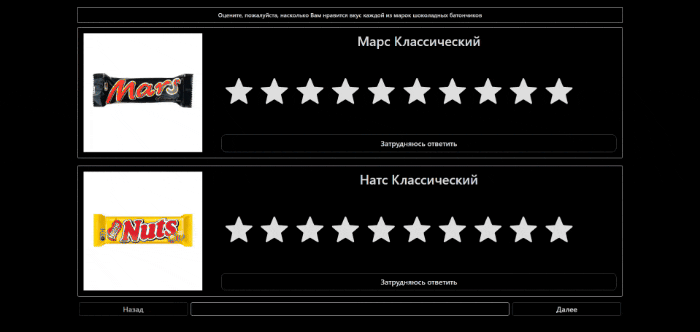 Оцените, пожалуйста, насколько Вам нравится вкус каждой из марок шоколадных батончиков
Марс Классический
Mars
Затрудняюсь ответить
Натс Классический
Nuts
Затрудняюсь ответить
Назад
Далее